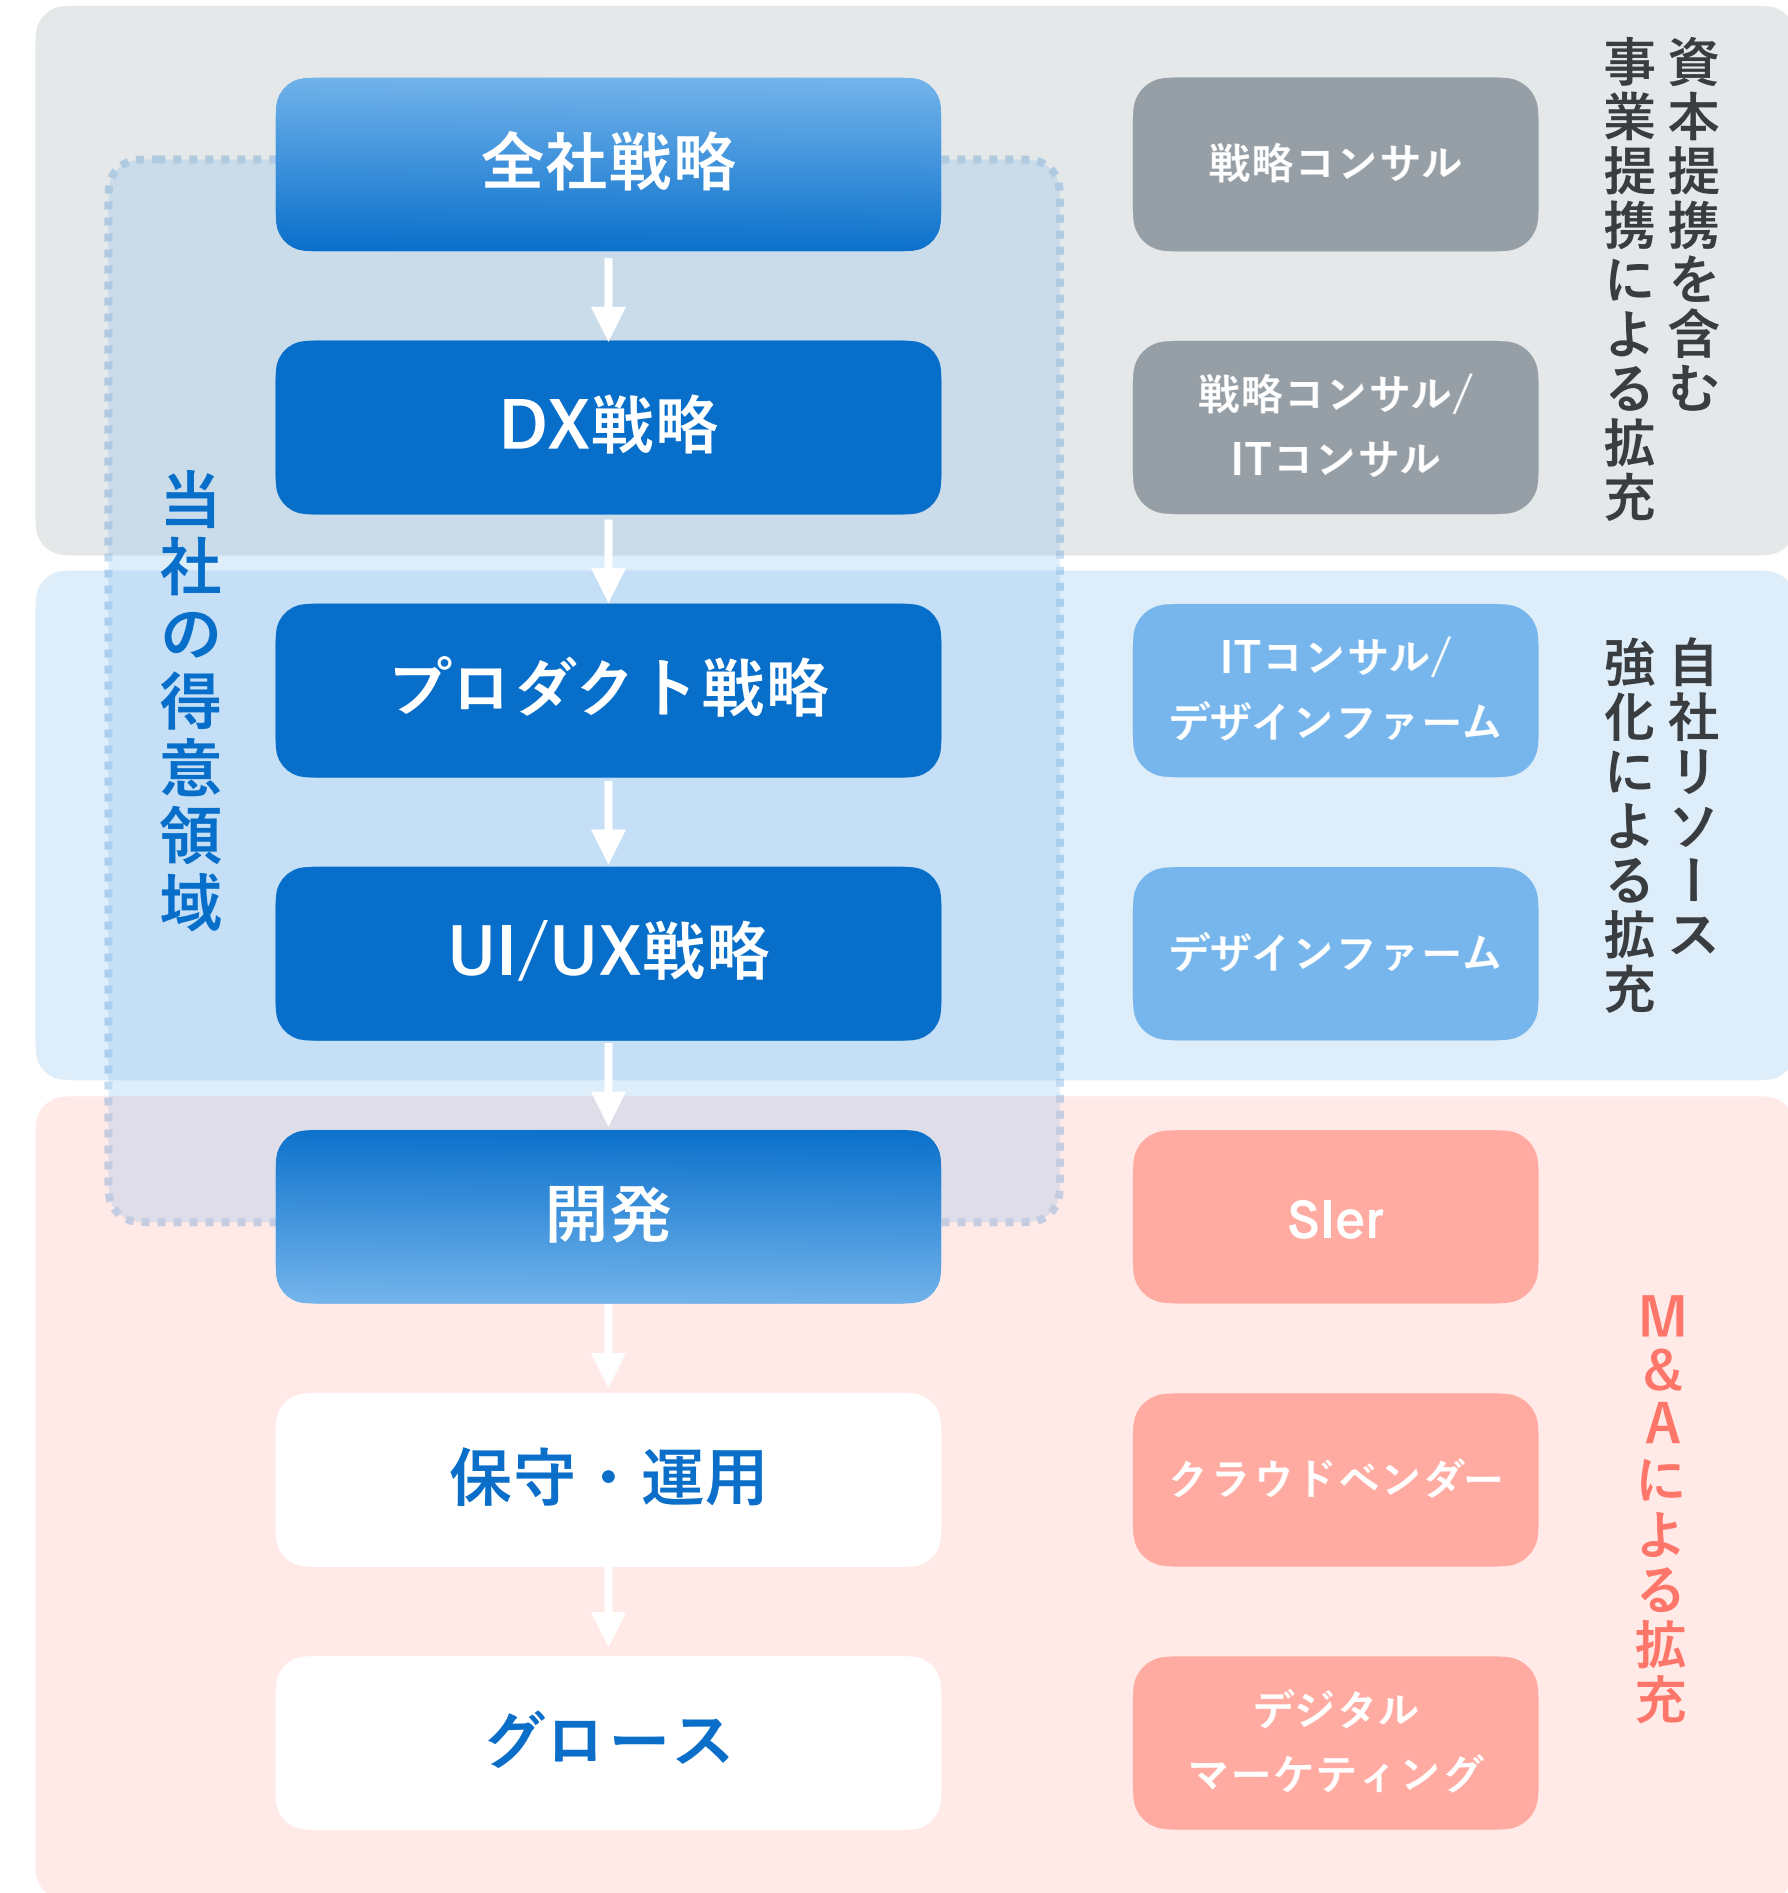 資本提携を含む
事業提携による拡充
全社戦略
戦略コンサル
DX戦略
戦略コンサル/
ITコンサル
当社の得意領域
自社リソース
強化による拡充
プロダクト戦略
ITコンサル/
デザインファーム
UI/UX戦略
デザインファーム
開発
SIer
M&Aによる拡充
保守・運用
クラウドベンダー
グロース
デジタル
マーケティング